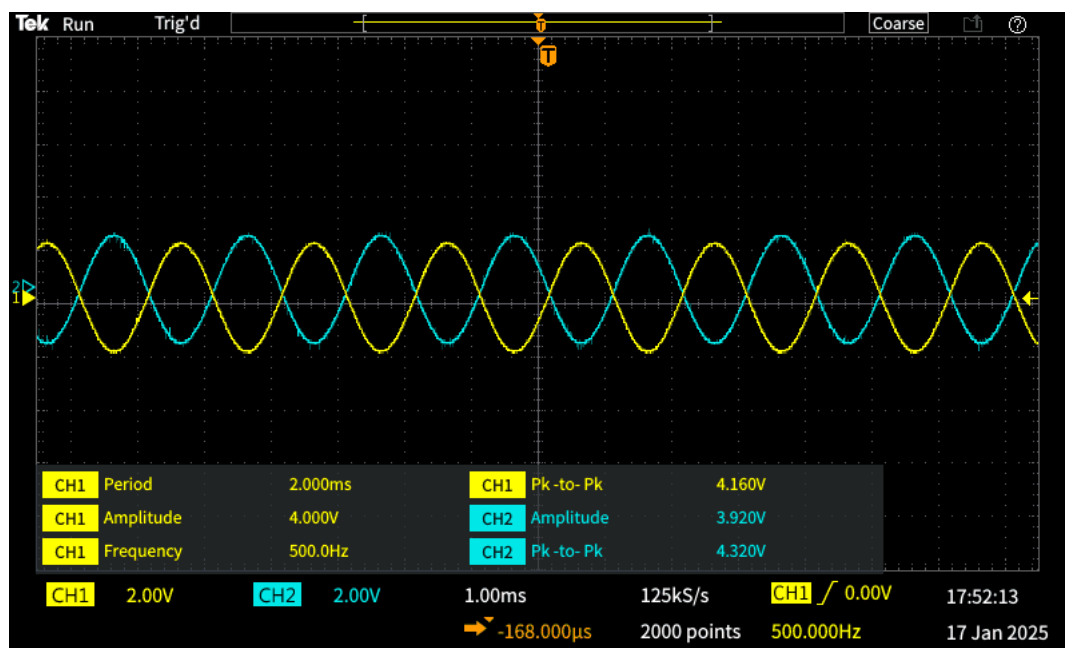 Tek Run Trig'd T Coarse ?
T
2
1
CH1 Period 2.000ms CH1 Pk-to-Pk 4.160V
CH1 Amplitude 4.000V CH2 Amplitude 3.920V
CH1 Frequency 500.0Hz CH2 Pk-to-Pk 4.320V
CH1 2.00V CH2 2.00V 1.00ms 125kS/s CH1 0.00V 17:52:13
-168.000µs 2000 points 500.000Hz 17 Jan 2025